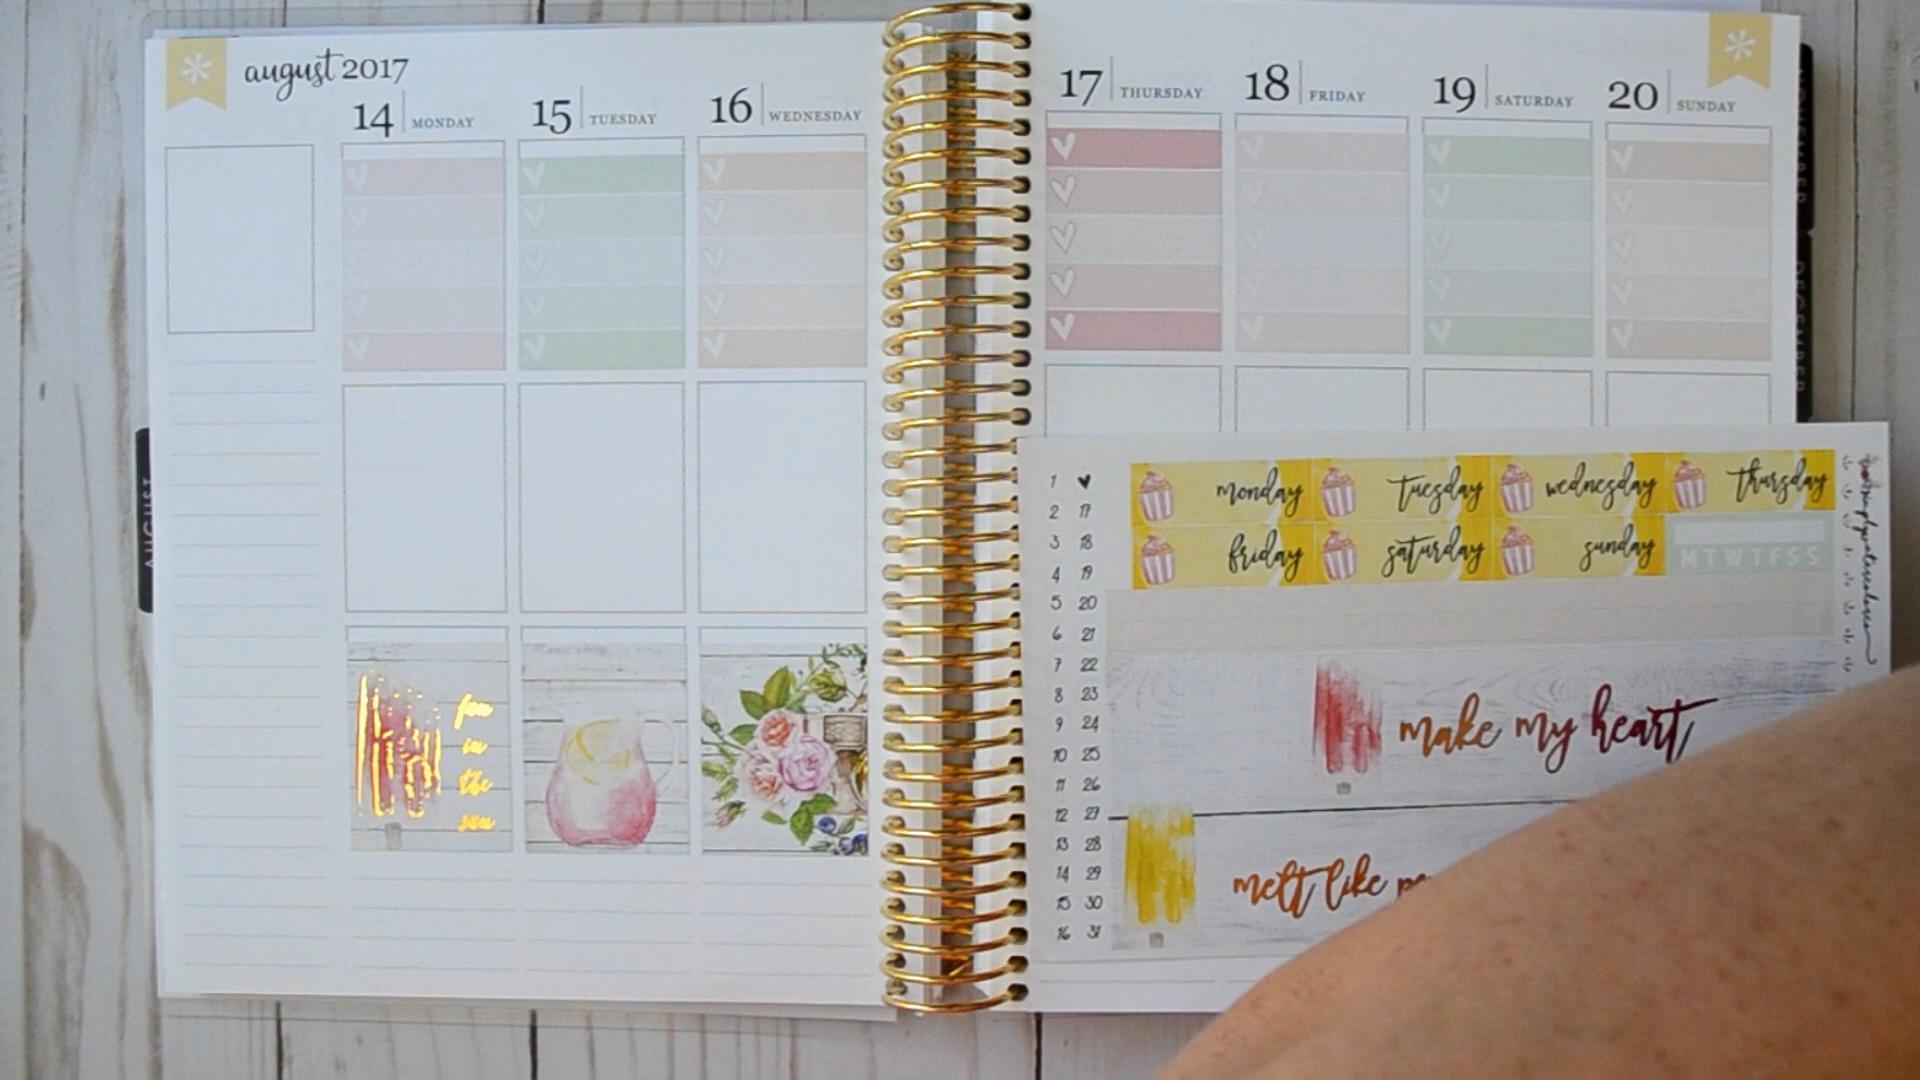 august 2017
14 MONDAY
15 TUESDAY
16 WEDNESDAY
17 THURSDAY
18 FRIDAY
19 SATURDAY
20 SUNDAY
NOVEMBER
DECEMBER
AUGUST
fun
in
the
sun
monday tuesday wednesday thursday
friday saturday sunday
M T W T F S S
1
2 17
3 18
4 19
5 20
6 21
7 22
8 23
9 24
10 25
11 26
12 27
13 28
14 29
15 30
16 31
make my heart
melt like